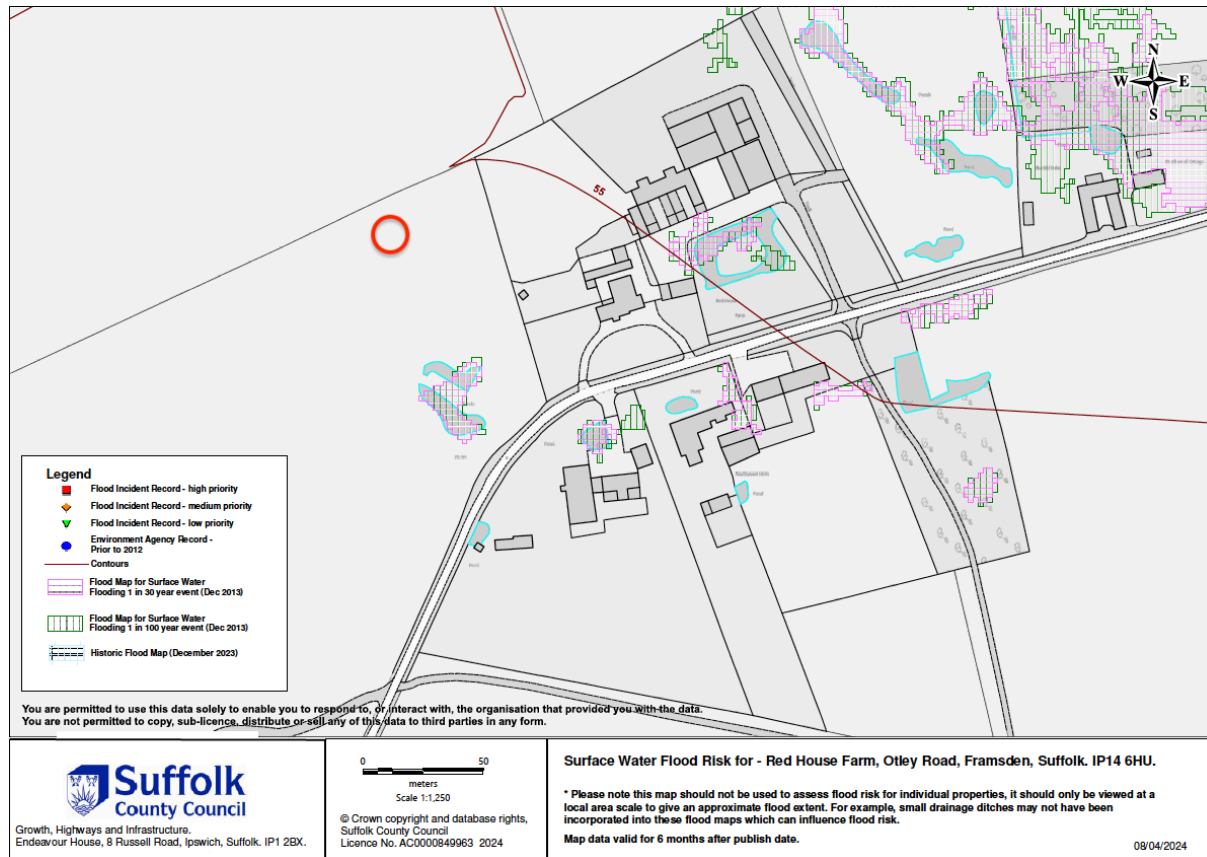 N
W E
S
55
Pond
Pond
Pond
Pond
Pond
Legend
Flood Incident Record - high priority
Flood Incident Record - medium priority
Flood Incident Record - low priority
Environment Agency Record -
Prior to 2012
Contours
Flood Map for Surface Water
Flooding 1 in 30 year event (Dec 2013)
Flood Map for Surface Water
Flooding 1 in 100 year event (Dec 2013)
Historic Flood Map (December 2023)
You are permitted to use this data solely to enable you to respond to, or interact with, the organisation that provided you with the data.
You are not permitted to copy, sub-licence, distribute or sell any of this data to third parties in any form.
Suffolk
County Council
Growth, Highways and Infrastructure.
Endeavour House, 8 Russell Road, Ipswich, Suffolk. IP1 2BX.
0 50
meters
Scale 1:1,250
© Crown copyright and database rights,
Suffolk County Council
Licence No. AC0000849963 2024
Surface Water Flood Risk for - Red House Farm, Otley Road, Framsden, Suffolk. IP14 6HU.
* Please note this map should not be used to assess flood risk for individual properties, it should only be viewed at a
local area scale to give an approximate flood extent. For example, small drainage ditches may not have been
incorporated into these flood maps which can influence flood risk.
Map data valid for 6 months after publish date.
08/04/2024